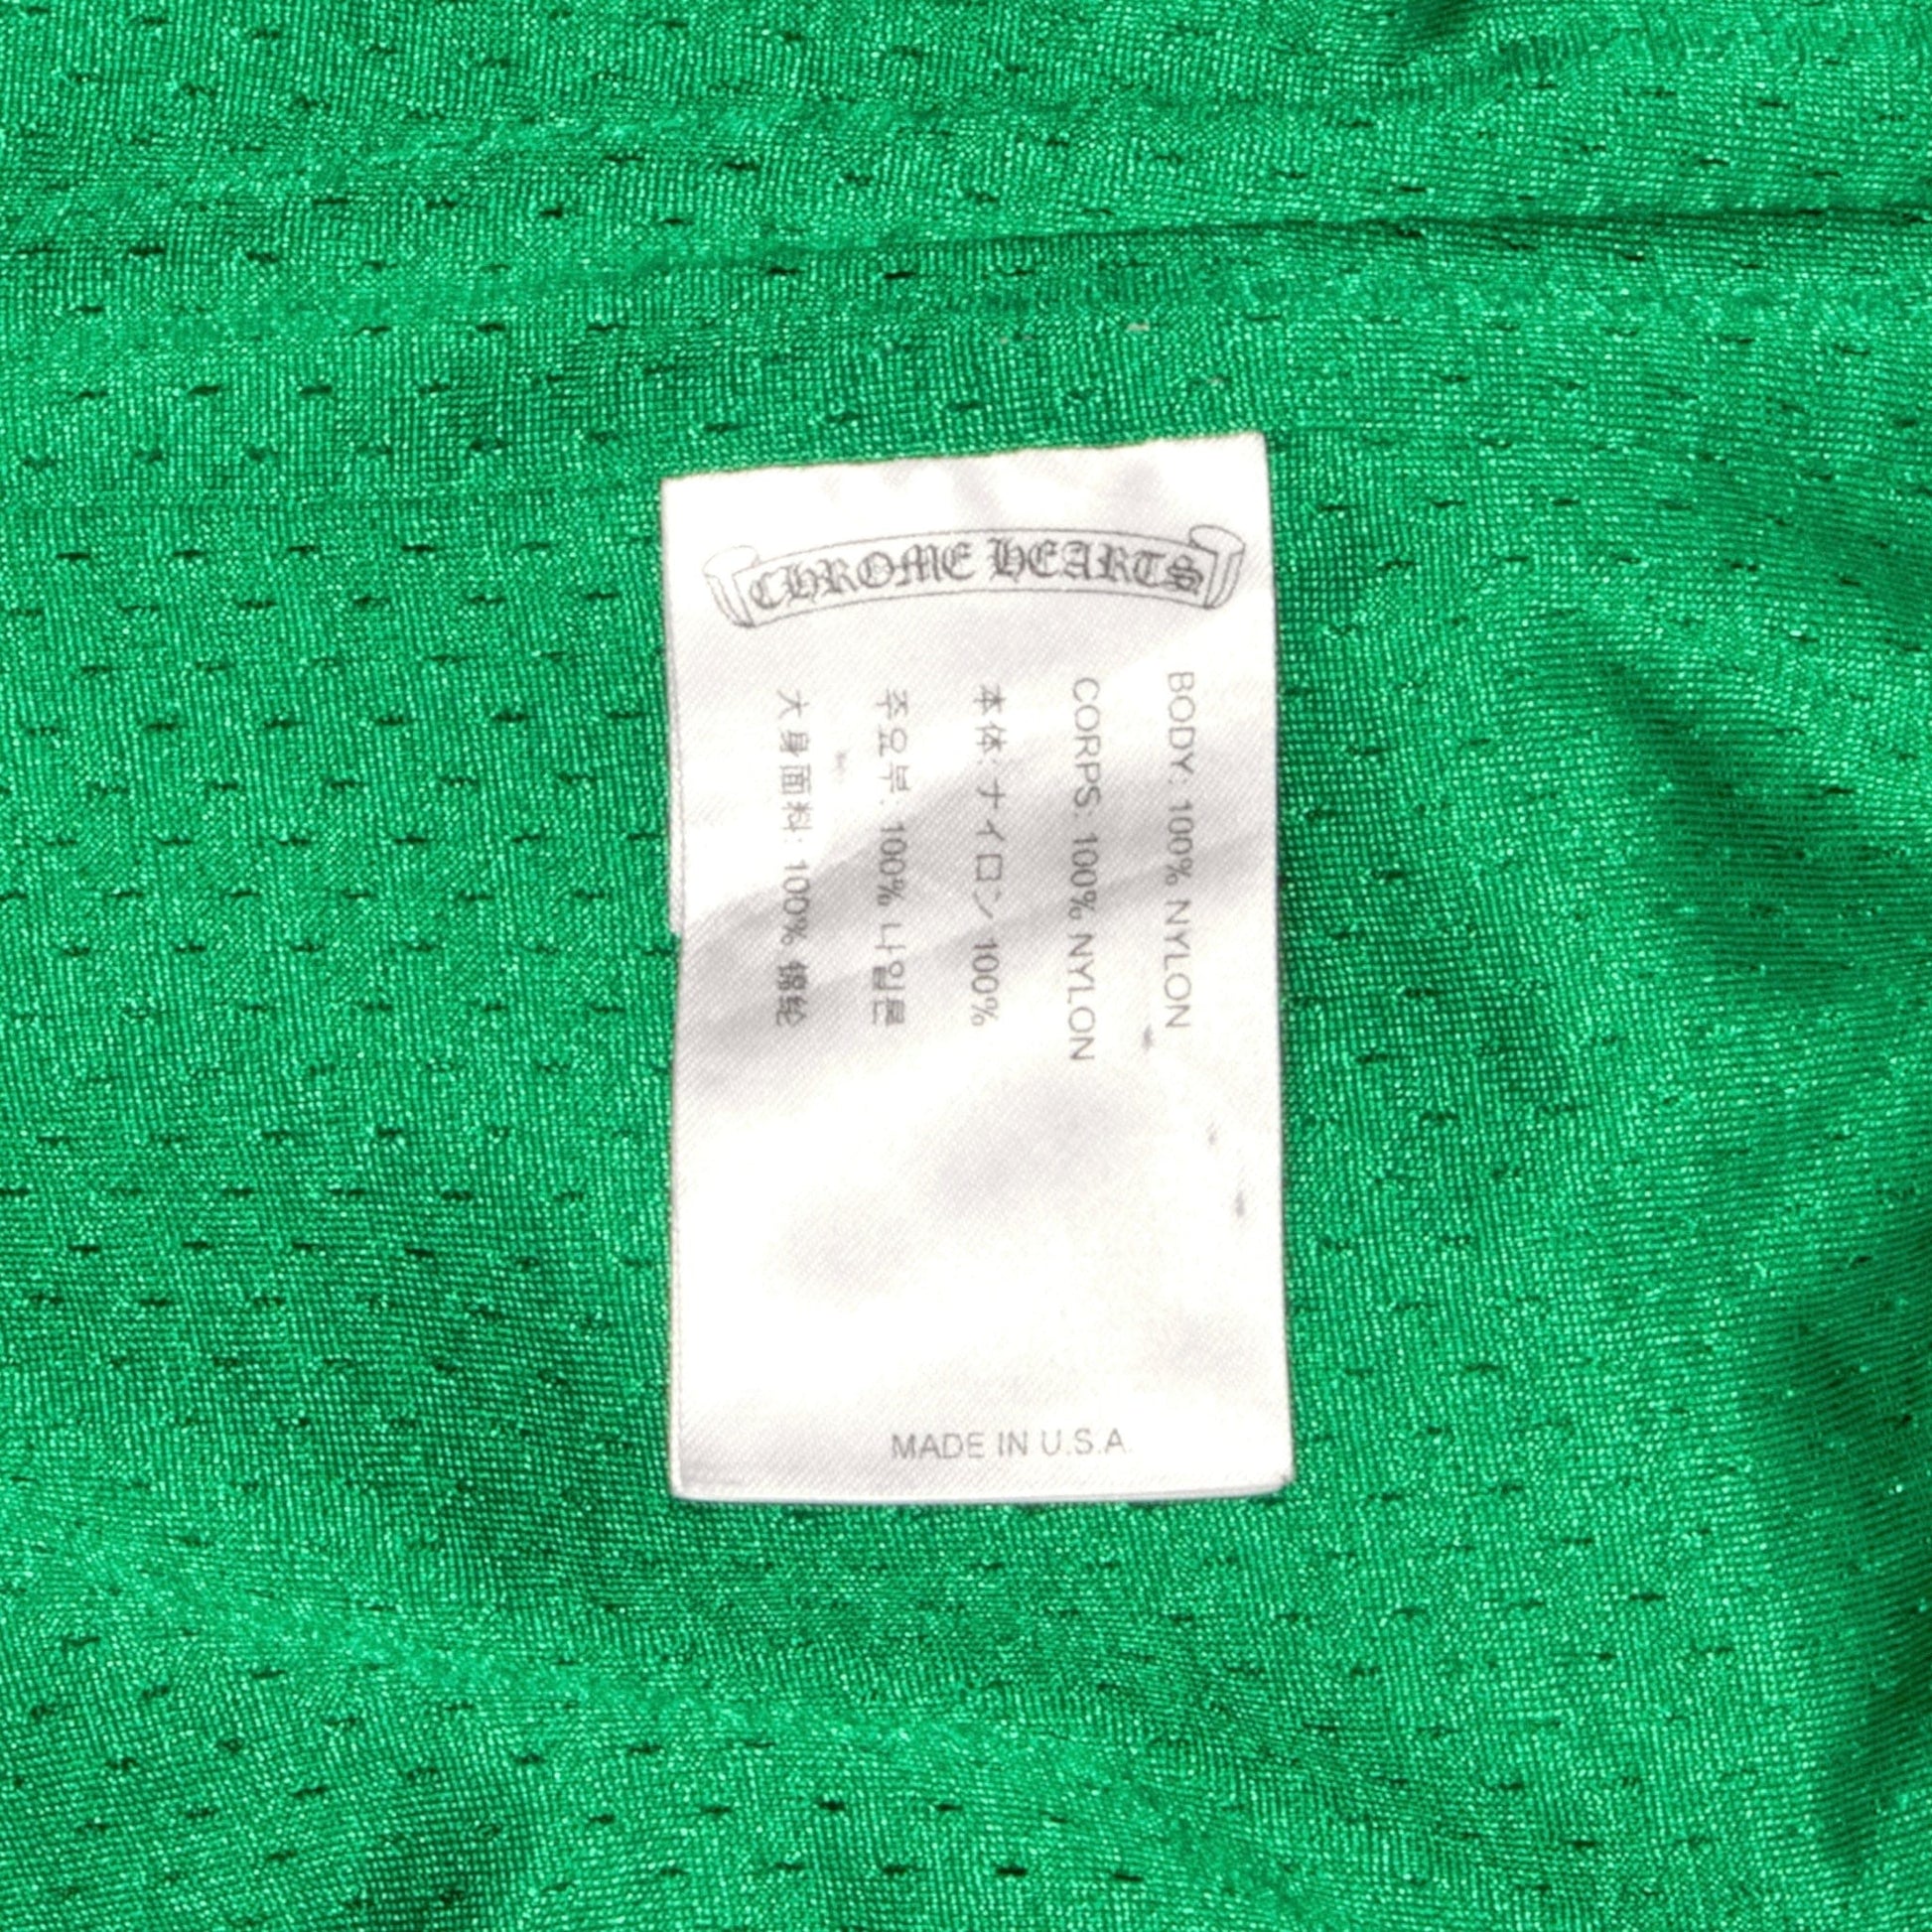 CHROME HEARTS
BODY: 100% NYLON
CORPS: 100% NYLON
本体: ナイロン 100%
주요부: 100% 나일론
大身面料: 100% 锦纶
MADE IN U.S.A.